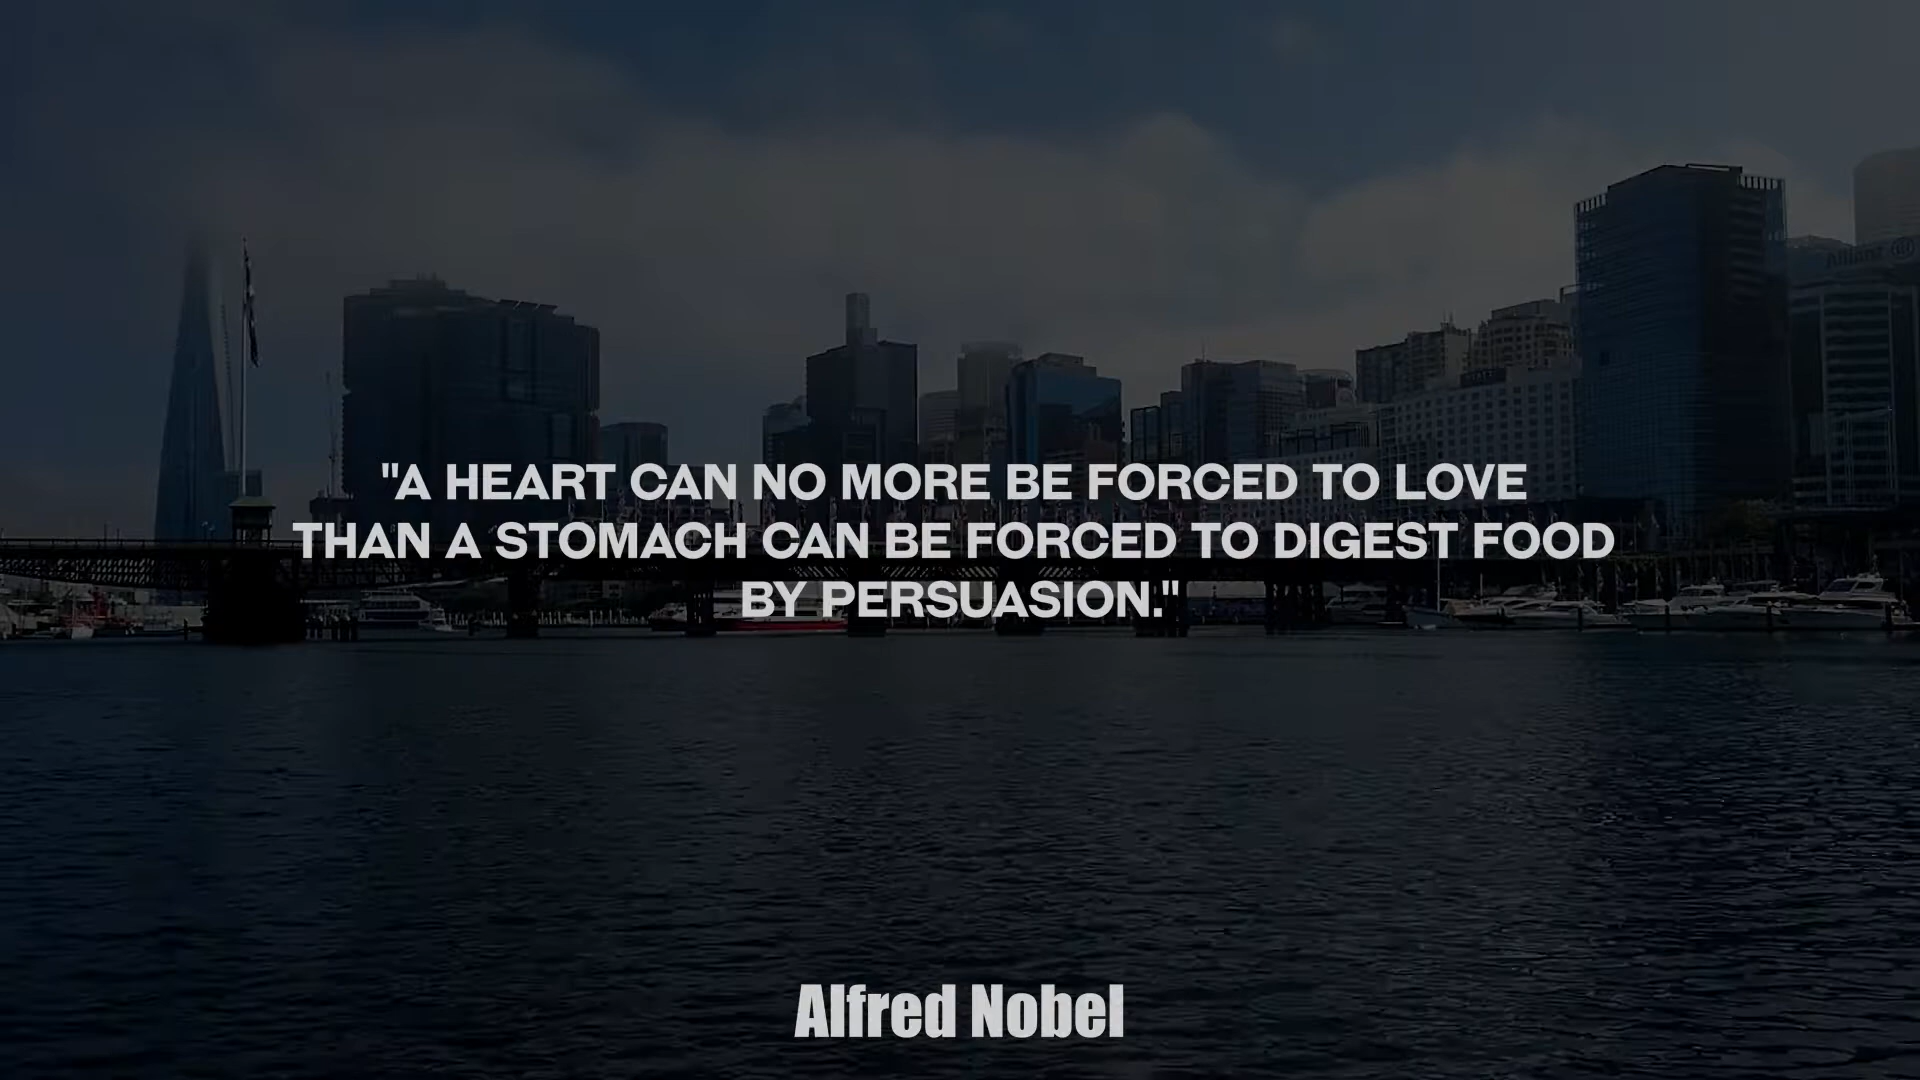 "A HEART CAN NO MORE BE FORCED TO LOVE
THAN A STOMACH CAN BE FORCED TO DIGEST FOOD
BY PERSUASION."
Alfred Nobel
Allianz